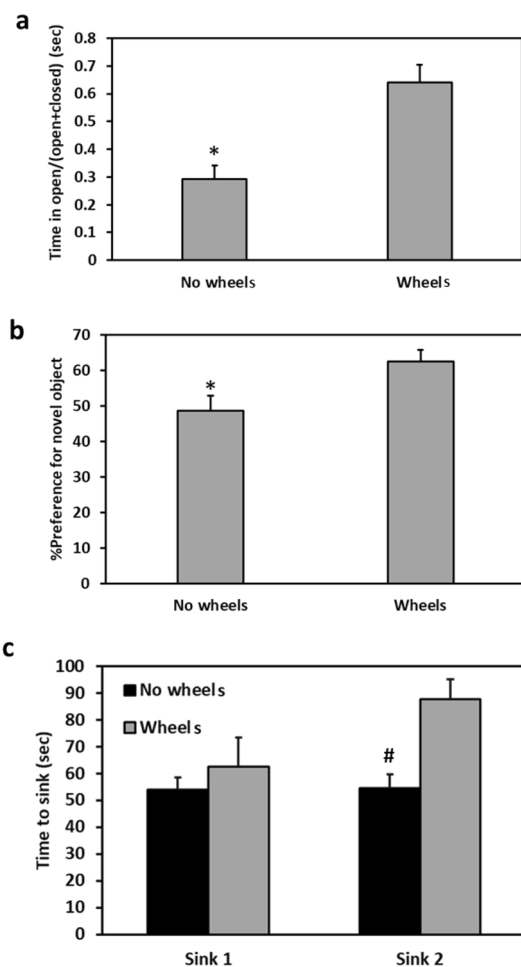 a
Time in open/(open+closed) (sec)
0.8
0.7
0.6
0.5
0.4
0.3
0.2
0.1
0
*
No wheels
Wheels
b
%Preference for novel object
70
60
50
40
30
20
10
0
*
No wheels
Wheels
c
Time to sink (sec)
100
90
80
70
60
50
40
30
20
10
0
No wheels
Wheels
#
Sink 1
Sink 2